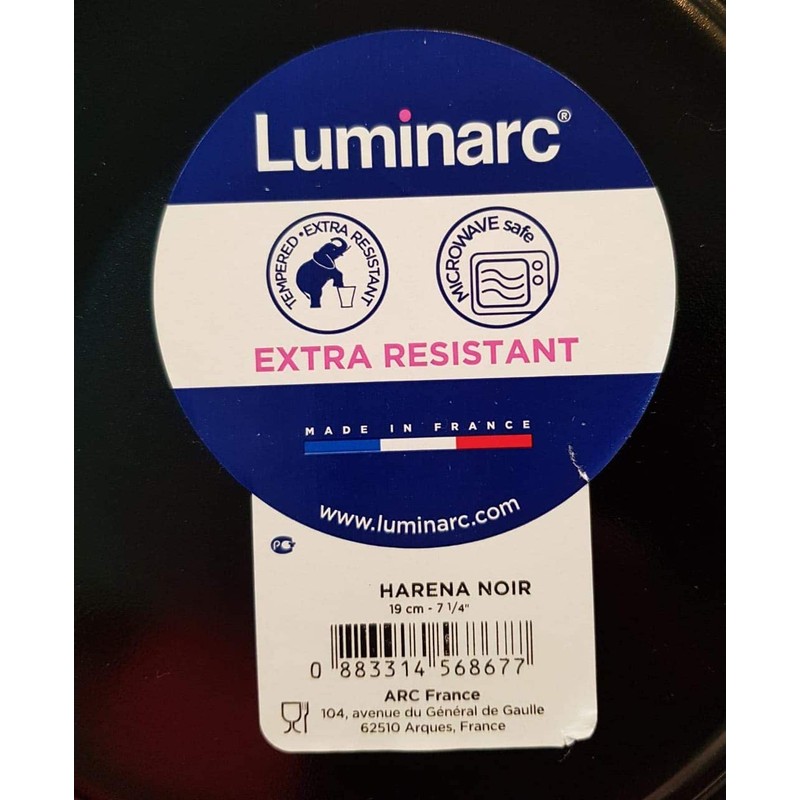 Luminarc®
TEMPERED • EXTRA RESISTANT
MICROWAVE safe
EXTRA RESISTANT
MADE IN FRANCE
www.luminarc.com
PC
HARENA NOIR
19 cm - 7 1/4"
0 883314 568677
ARC France
104, avenue du Général de Gaulle
62510 Arques, France